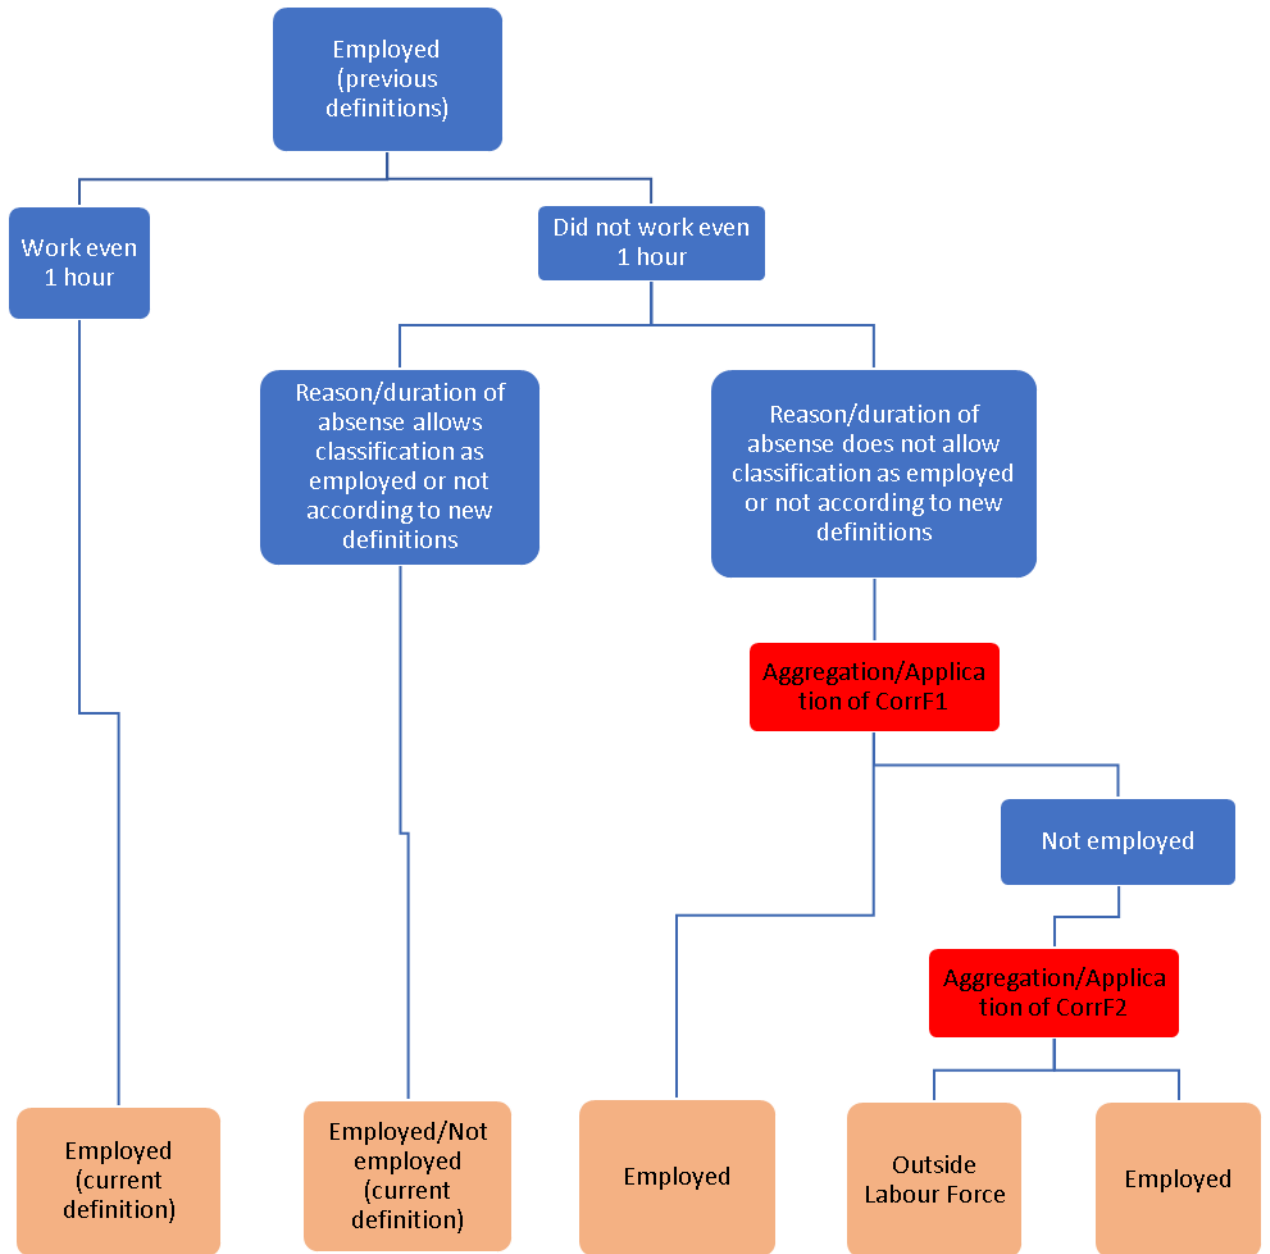 Employed
(previous
definitions)
Work even
1 hour
Did not work even
1 hour
Reason/duration of
absense allows
classification as
employed or not
according to new
definitions
Reason/duration of
absense does not allow
classification as employed
or not according to new
definitions
Aggregation/Applica
tion of CorrF1
Not employed
Aggregation/Applica
tion of CorrF2
Employed
(current
definition)
Employed/Not
employed
(current
definition)
Employed
Outside
Labour Force
Employed